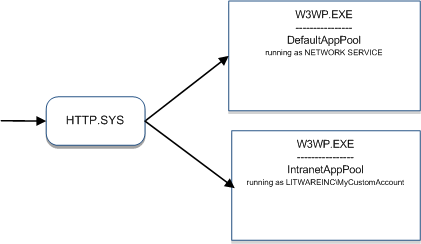 W3WP.EXE
----------------
DefaultAppPool
running as NETWORK SERVICE
HTTP.SYS
W3WP.EXE
----------------
IntranetAppPool
running as LITWAREINC\MyCustomAccount